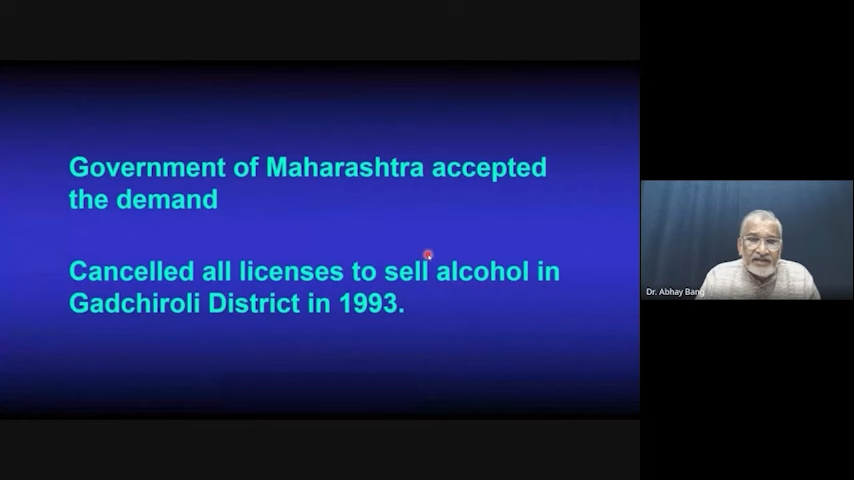 Government of Maharashtra accepted
the demand
Cancelled all licenses to sell alcohol in
Gadchiroli District in 1993.
Dr. Abhay Bang